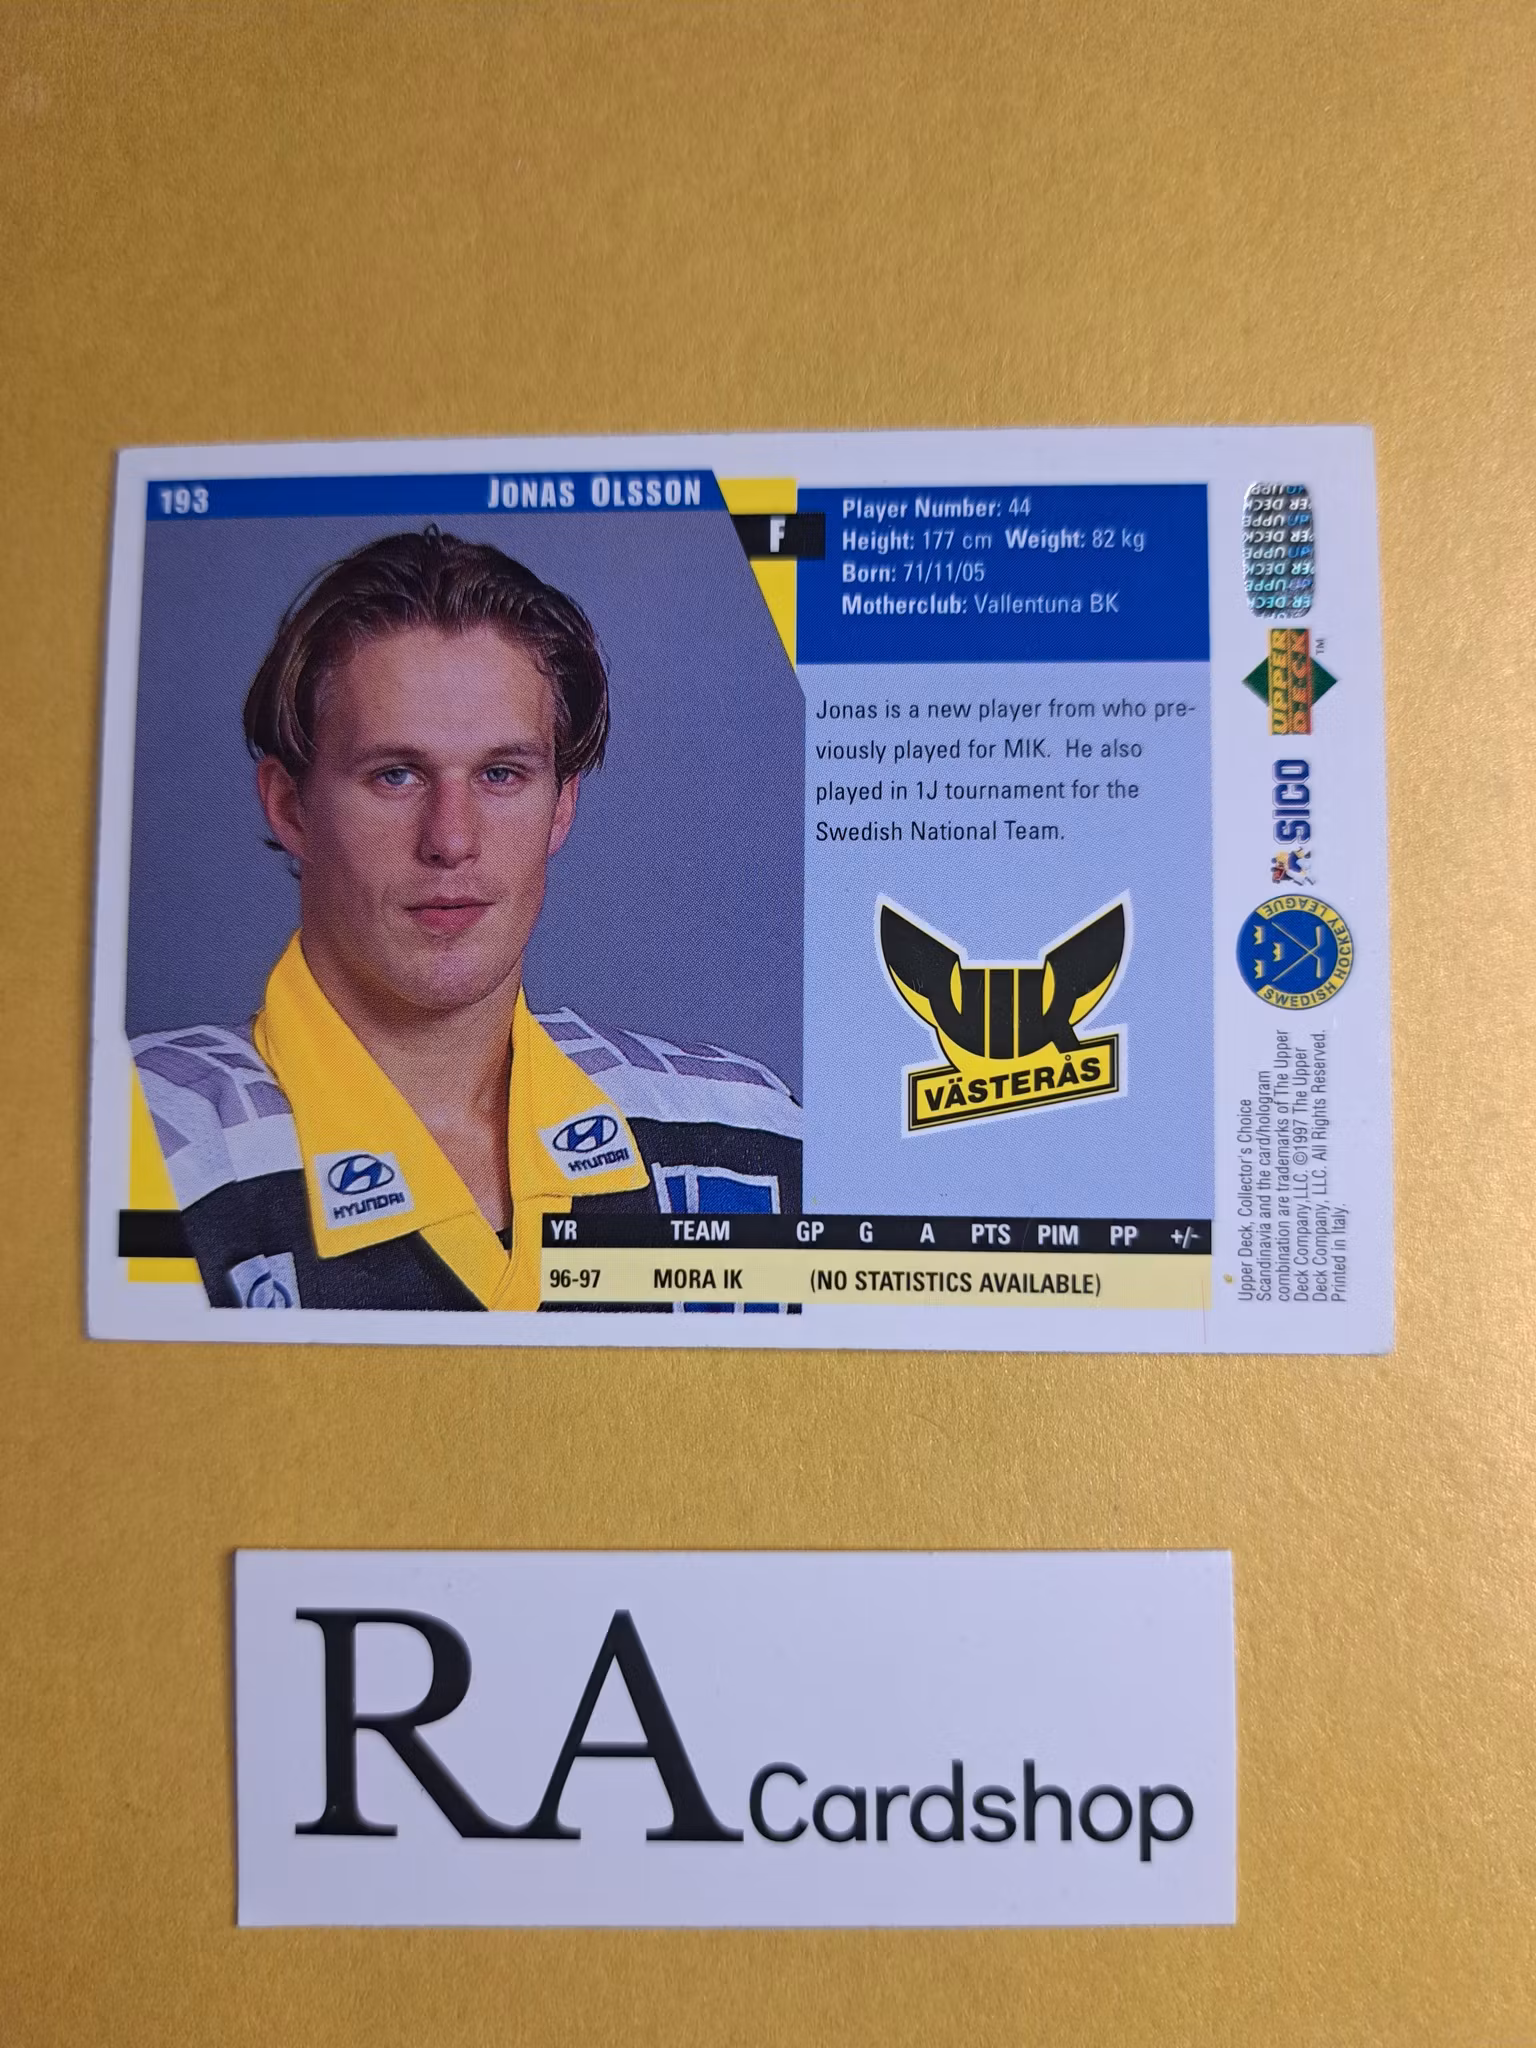 193
JONAS OLSSON
F
Player Number: 44
Height: 177 cm Weight: 82 kg
Born: 71/11/05
Motherclub: Vallentuna BK
Jonas is a new player from who pre-
viously played for MIK. He also
played in 1J tournament for the
Swedish National Team.
VIK
VÄSTERÅS
HYUNDAI
HYUNDAI
YR TEAM GP G A PTS PIM PP +/-
96-97 MORA IK (NO STATISTICS AVAILABLE)
UPPER
DECK
TM
SICO
SWEDISH HOCKEY LEAGUE
Upper Deck, Collector's Choice
Scandinavia and the card/hologram
combination are trademarks of The Upper
Deck Company, LLC. ©1997 The Upper
Deck Company, LLC. All Rights Reserved.
Printed in Italy.
RA Cardshop